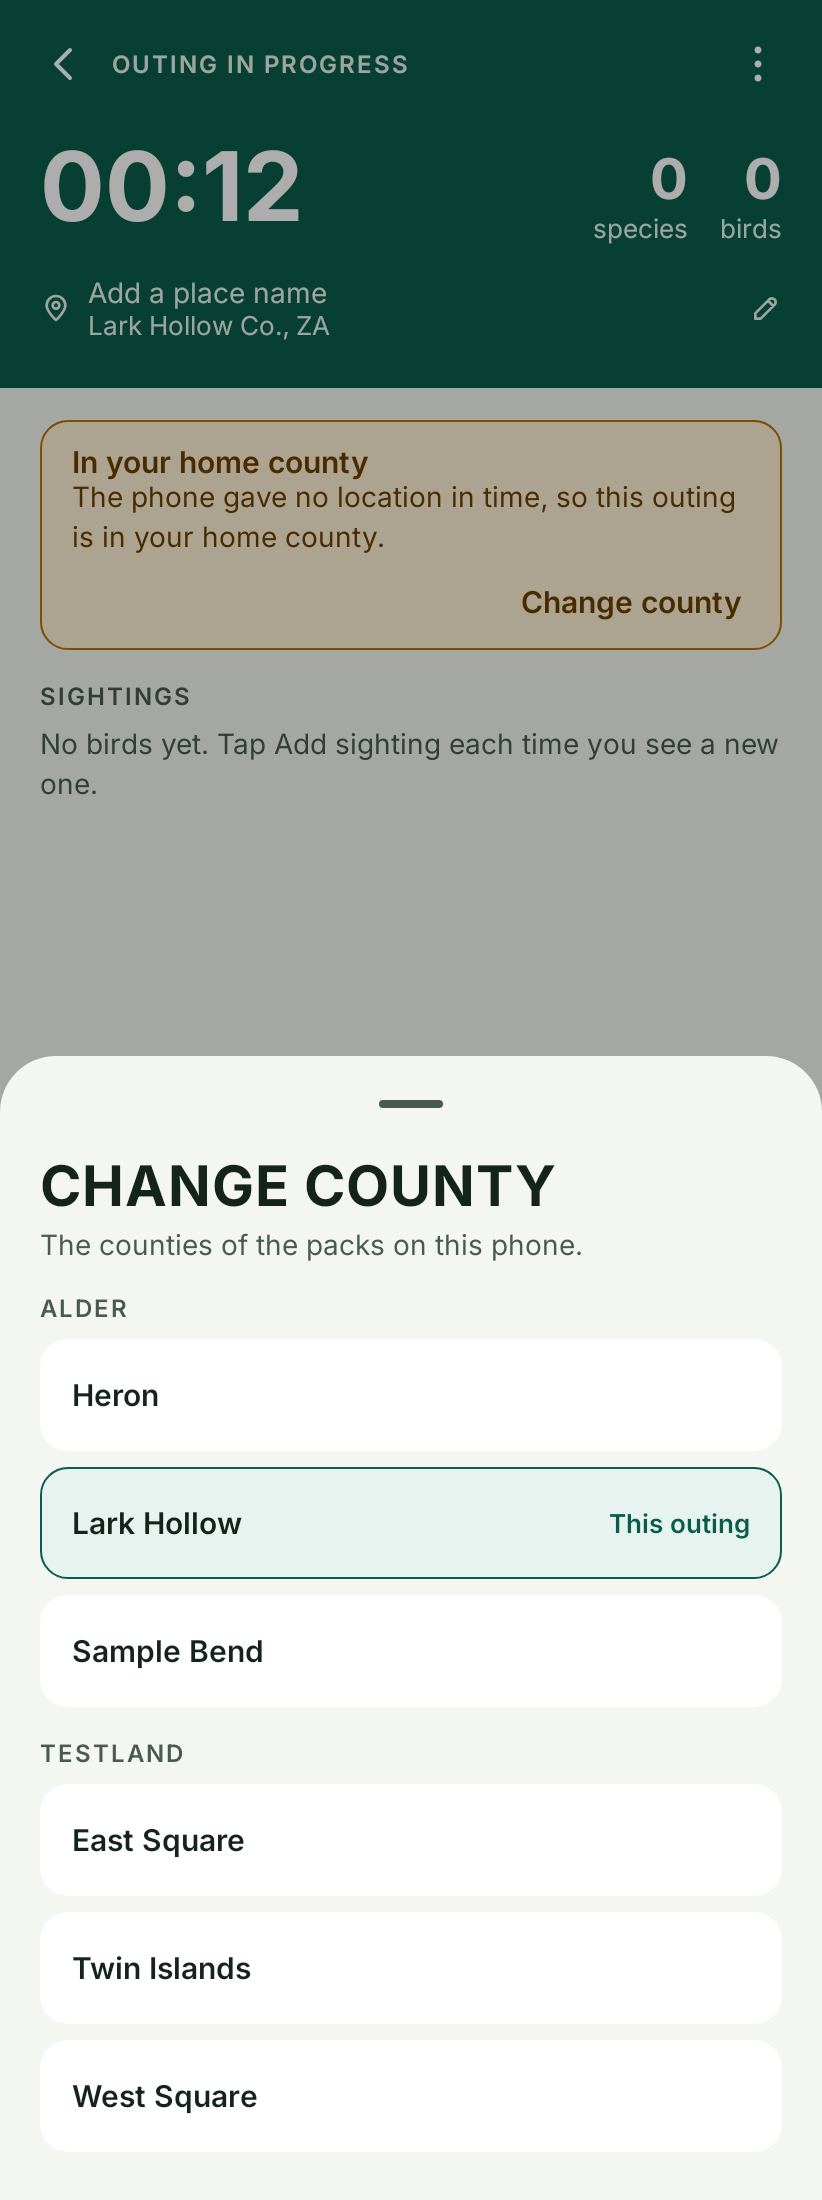 OUTING IN PROGRESS
00:12
0 0
species birds
Add a place name
Lark Hollow Co., ZA
In your home county
The phone gave no location in time, so this outing
is in your home county.
Change county
SIGHTINGS
No birds yet. Tap Add sighting each time you see a new
one.
CHANGE COUNTY
The counties of the packs on this phone.
ALDER
Heron
Lark Hollow This outing
Sample Bend
TESTLAND
East Square
Twin Islands
West Square